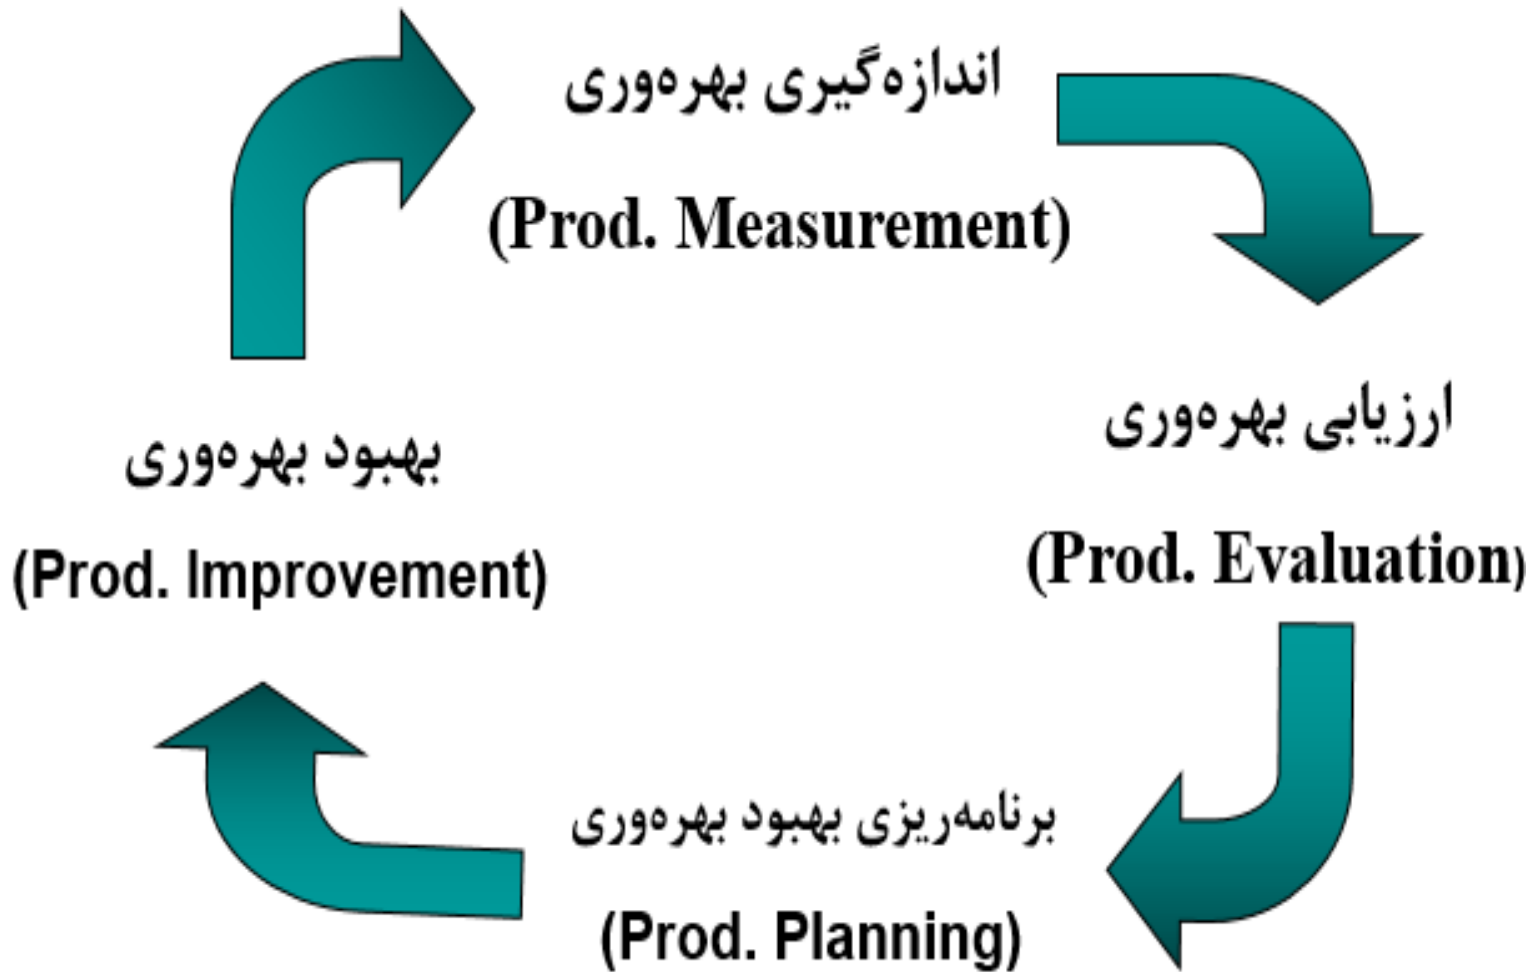 اندازه‌گیری بهره‌وری
(Prod. Measurement)
ارزیابی بهره‌وری
(Prod. Evaluation)
برنامه‌ریزی بهبود بهره‌وری
(Prod. Planning)
بهبود بهره‌وری
(Prod. Improvement)